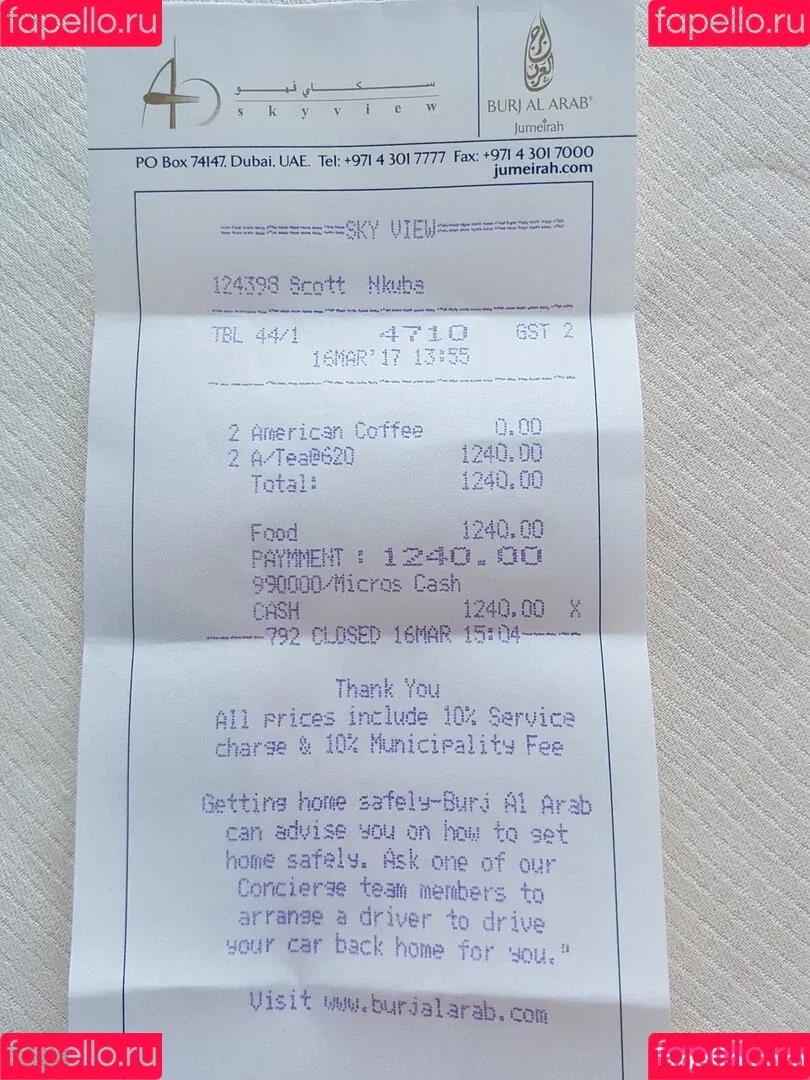 fapello.ru
fapello.ru
سكاي ڤيو
skyview
BURJ AL ARAB®
Jumeirah
PO Box 74147, Dubai, UAE. Tel: +971 4 301 7777 Fax: +971 4 301 7000
jumeirah.com
SKY VIEW
124398 Scott Nkuba
TBL 44/1 4710 GST 2
16MAR'17 13:55
2 American Coffee 0.00
2 A/Tea@620 1240.00
Total: 1240.00
Food 1240.00
PAYMMENT : 1240.00
990000/Micros Cash
CASH 1240.00 X
792 CLOSED 16MAR 15:04
Thank You
All prices include 10% Service
charge & 10% Municipality Fee
Getting home safely-Burj Al Arab
can advise you on how to get
home safely. Ask one of our
Concierge team members to
arrange a driver to drive
your car back home for you."
Visit www.burjalarab.com
fapello.ru